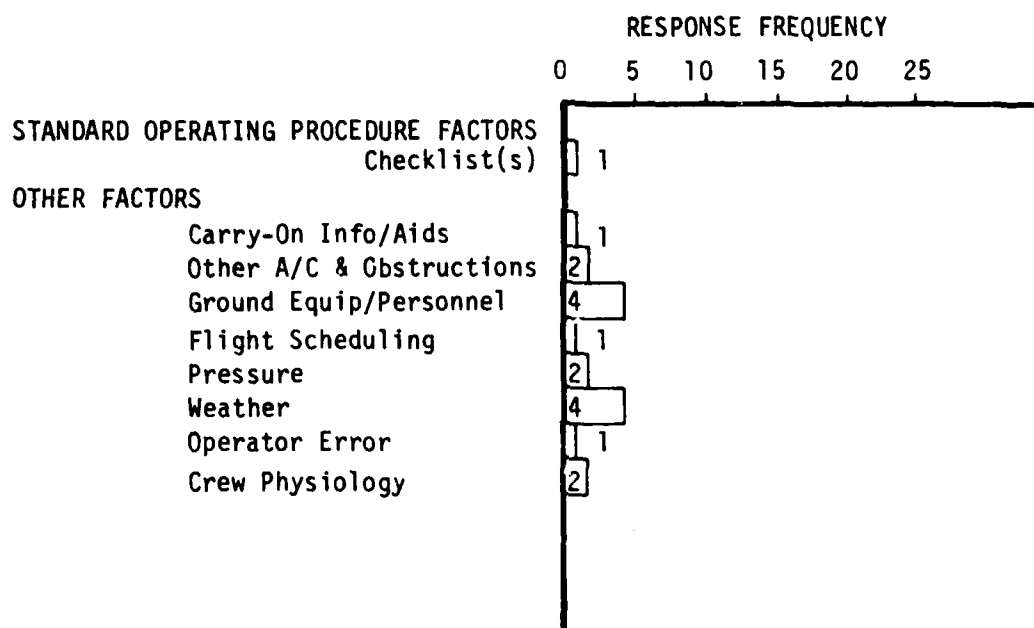 RESPONSE FREQUENCY
0 5 10 15 20 25
STANDARD OPERATING PROCEDURE FACTORS
Checklist(s) 1
OTHER FACTORS
Carry-On Info/Aids 1
Other A/C & Obstructions 2
Ground Equip/Personnel 4
Flight Scheduling 1
Pressure 2
Weather 4
Operator Error 1
Crew Physiology 2